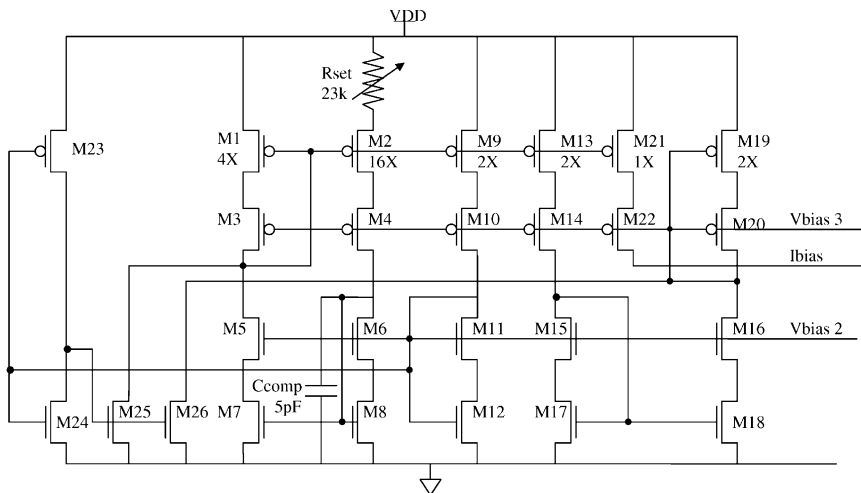 VDD
Rset
23k
M23
M1
4X
M2
16X
M9
2X
M13
2X
M21
1X
M19
2X
M3
M4
M10
M14
M22
M20
Vbias 3
Ibias
M5
M6
M11
M15
M16
Vbias 2
Ccomp
5pF
M24
M25
M26
M7
M8
M12
M17
M18